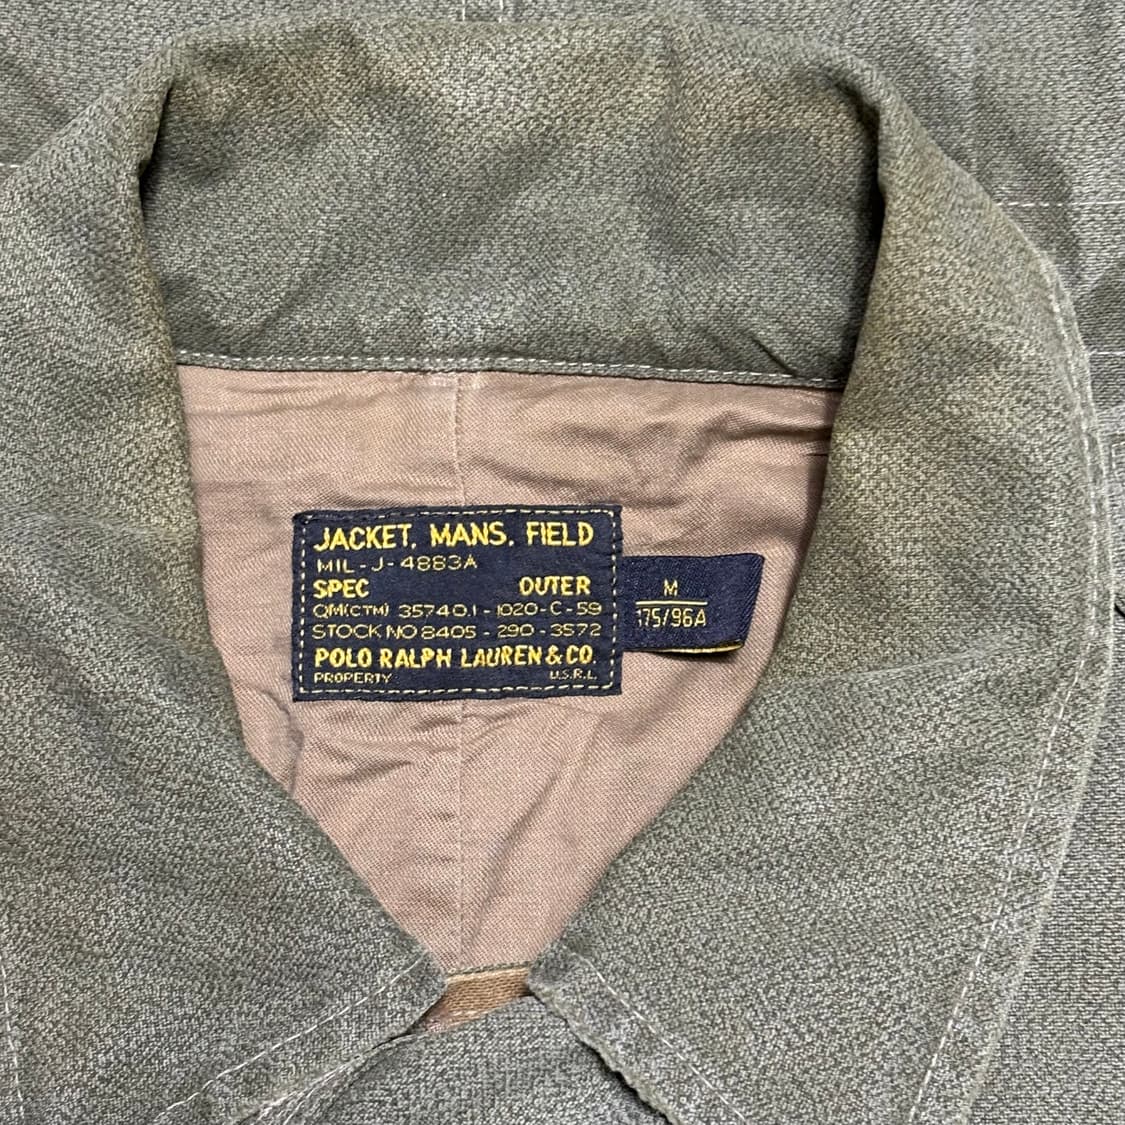 JACKET, MANS, FIELD
MIL-J-4883A
SPEC OUTER
QM(CTM) 35740.1-1020-C-59
STOCK NO 8405-290-3572
POLO RALPH LAUREN & CO.
PROPERTY U.S.R.L.
M
175/96A